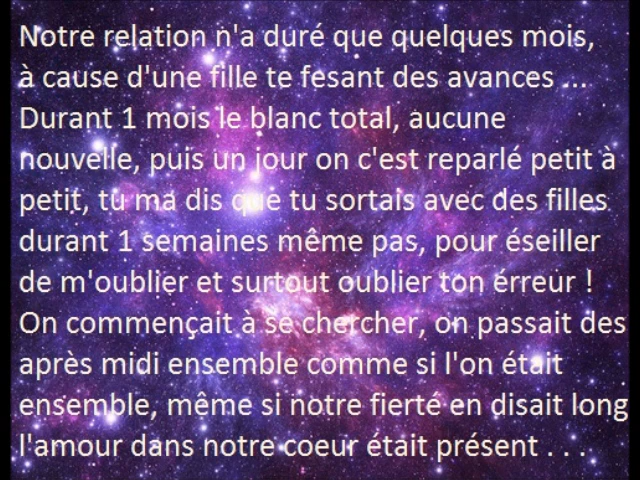 Notre relation n'a duré que quelques mois,
à cause d'une fille te fesant des avances ...
Durant 1 mois le blanc total, aucune
nouvelle, puis un jour on c'est reparlé petit à
petit, tu ma dis que tu sortais avec des filles
durant 1 semaines même pas, pour éseiller
de m'oublier et surtout oublier ton érreur !
On commençait à se chercher, on passait des
après midi ensemble comme si l'on était
ensemble, même si notre fierté en disait long
l'amour dans notre coeur était présent . . .